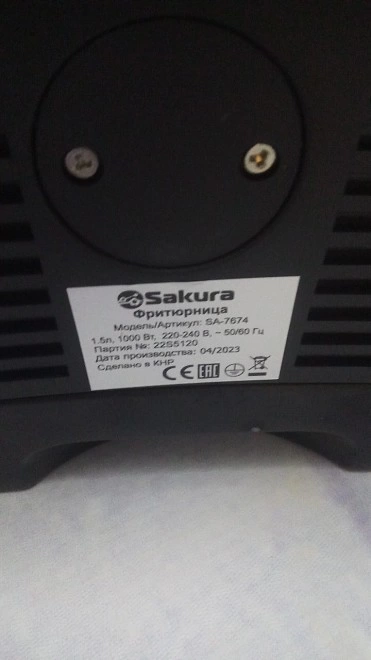 Sakura
Фритюрница
Модель/Артикул: SA-7674
1.5л, 1000 Вт, 220-240 В, ~ 50/60 Гц
Партия №: 22S5120
Дата производства: 04/2023
Сделано в КНР
CE EAC